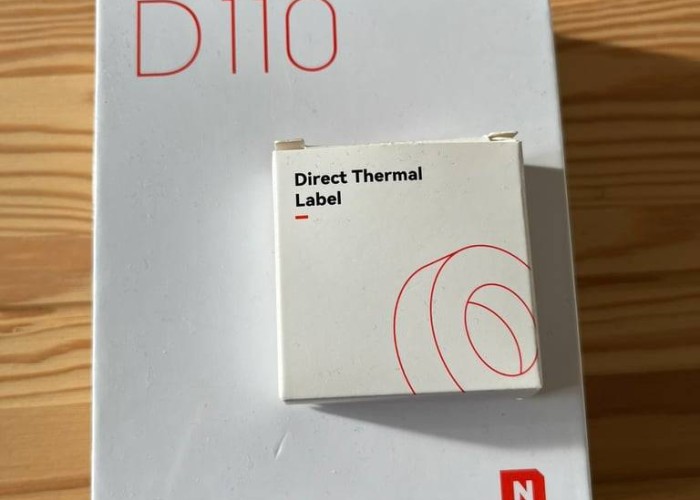 D110
Direct Thermal
Label
N